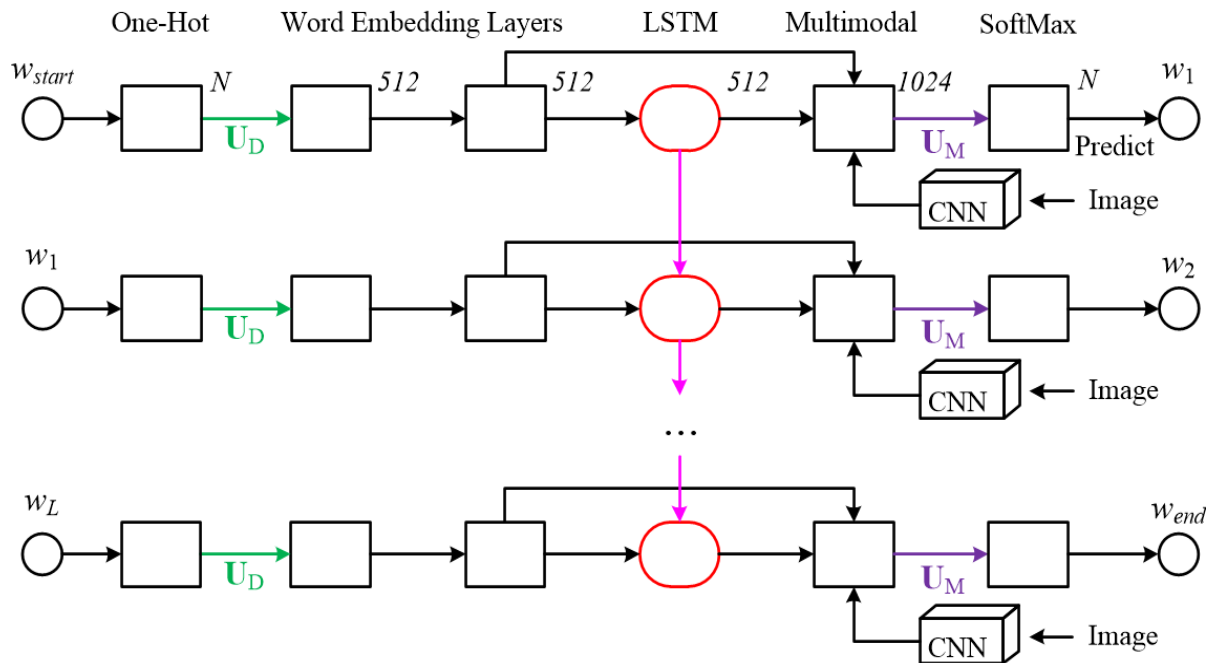 One-Hot Word Embedding Layers LSTM Multimodal SoftMax
w_start N 512 512 512 1024 N w_1
U_D U_M Predict
CNN Image
w_1 w_2
U_D U_M
CNN Image
...
w_L w_end
U_D U_M
CNN Image